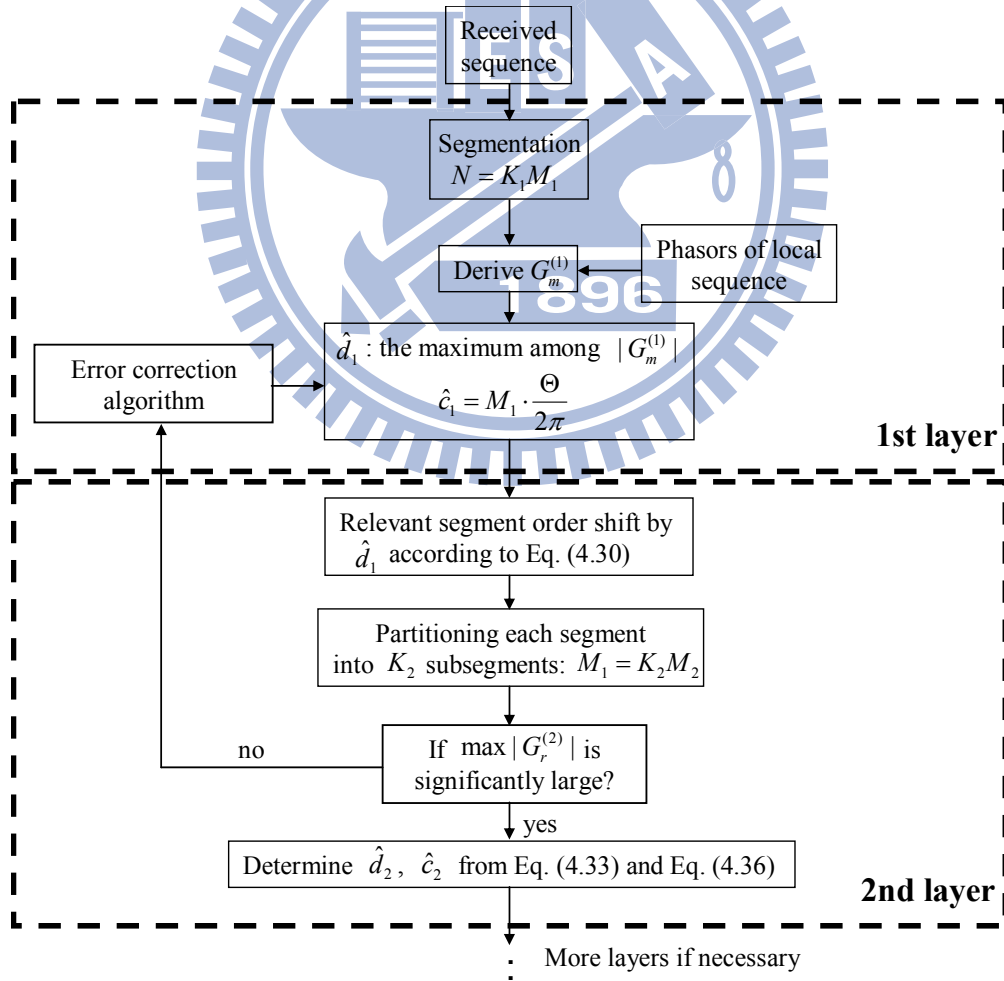 Received
sequence
ES
A
Segmentation
N = K₁M₁
8
Derive G_m^(1)
Phasors of local
sequence
1896
d̂₁ : the maximum among | G_m^(1) |
ĉ₁ = M₁ · Θ / 2π
Error correction
algorithm
1st layer
Relevant segment order shift by
d̂₁ according to Eq. (4.30)
Partitioning each segment
into K₂ subsegments: M₁ = K₂M₂
If max | G_r^(2) | is
significantly large?
no
yes
Determine d̂₂ , ĉ₂ from Eq. (4.33) and Eq. (4.36)
2nd layer
More layers if necessary